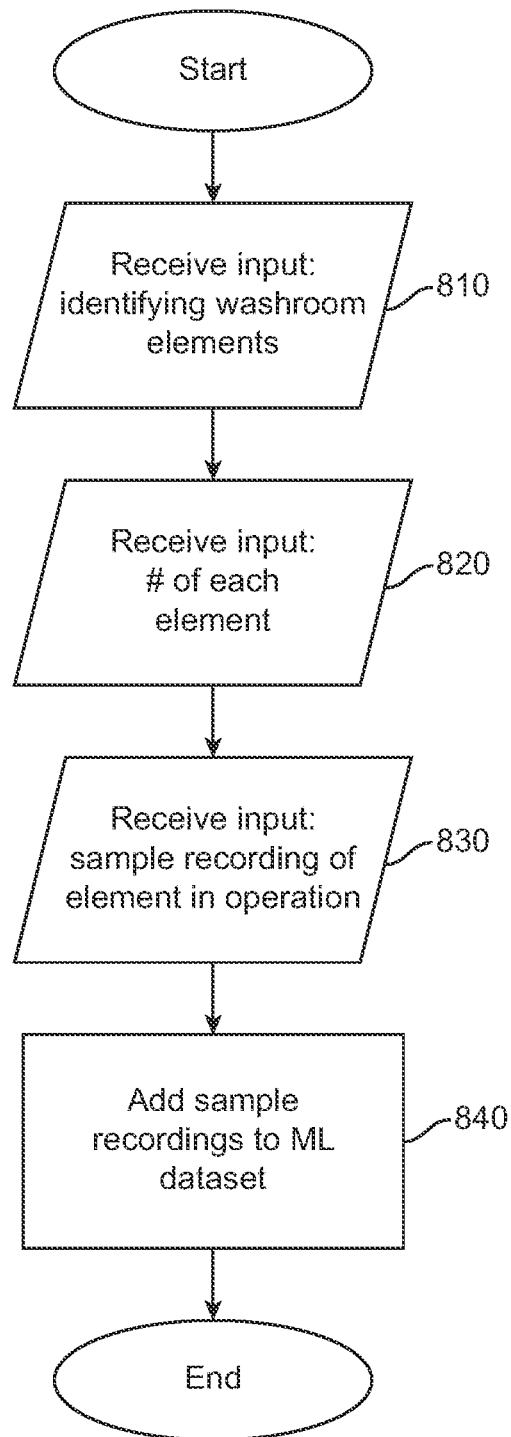 Start
Receive input:
identifying washroom
elements
810
Receive input:
# of each
element
820
Receive input:
sample recording of
element in operation
830
Add sample
recordings to ML
dataset
840
End